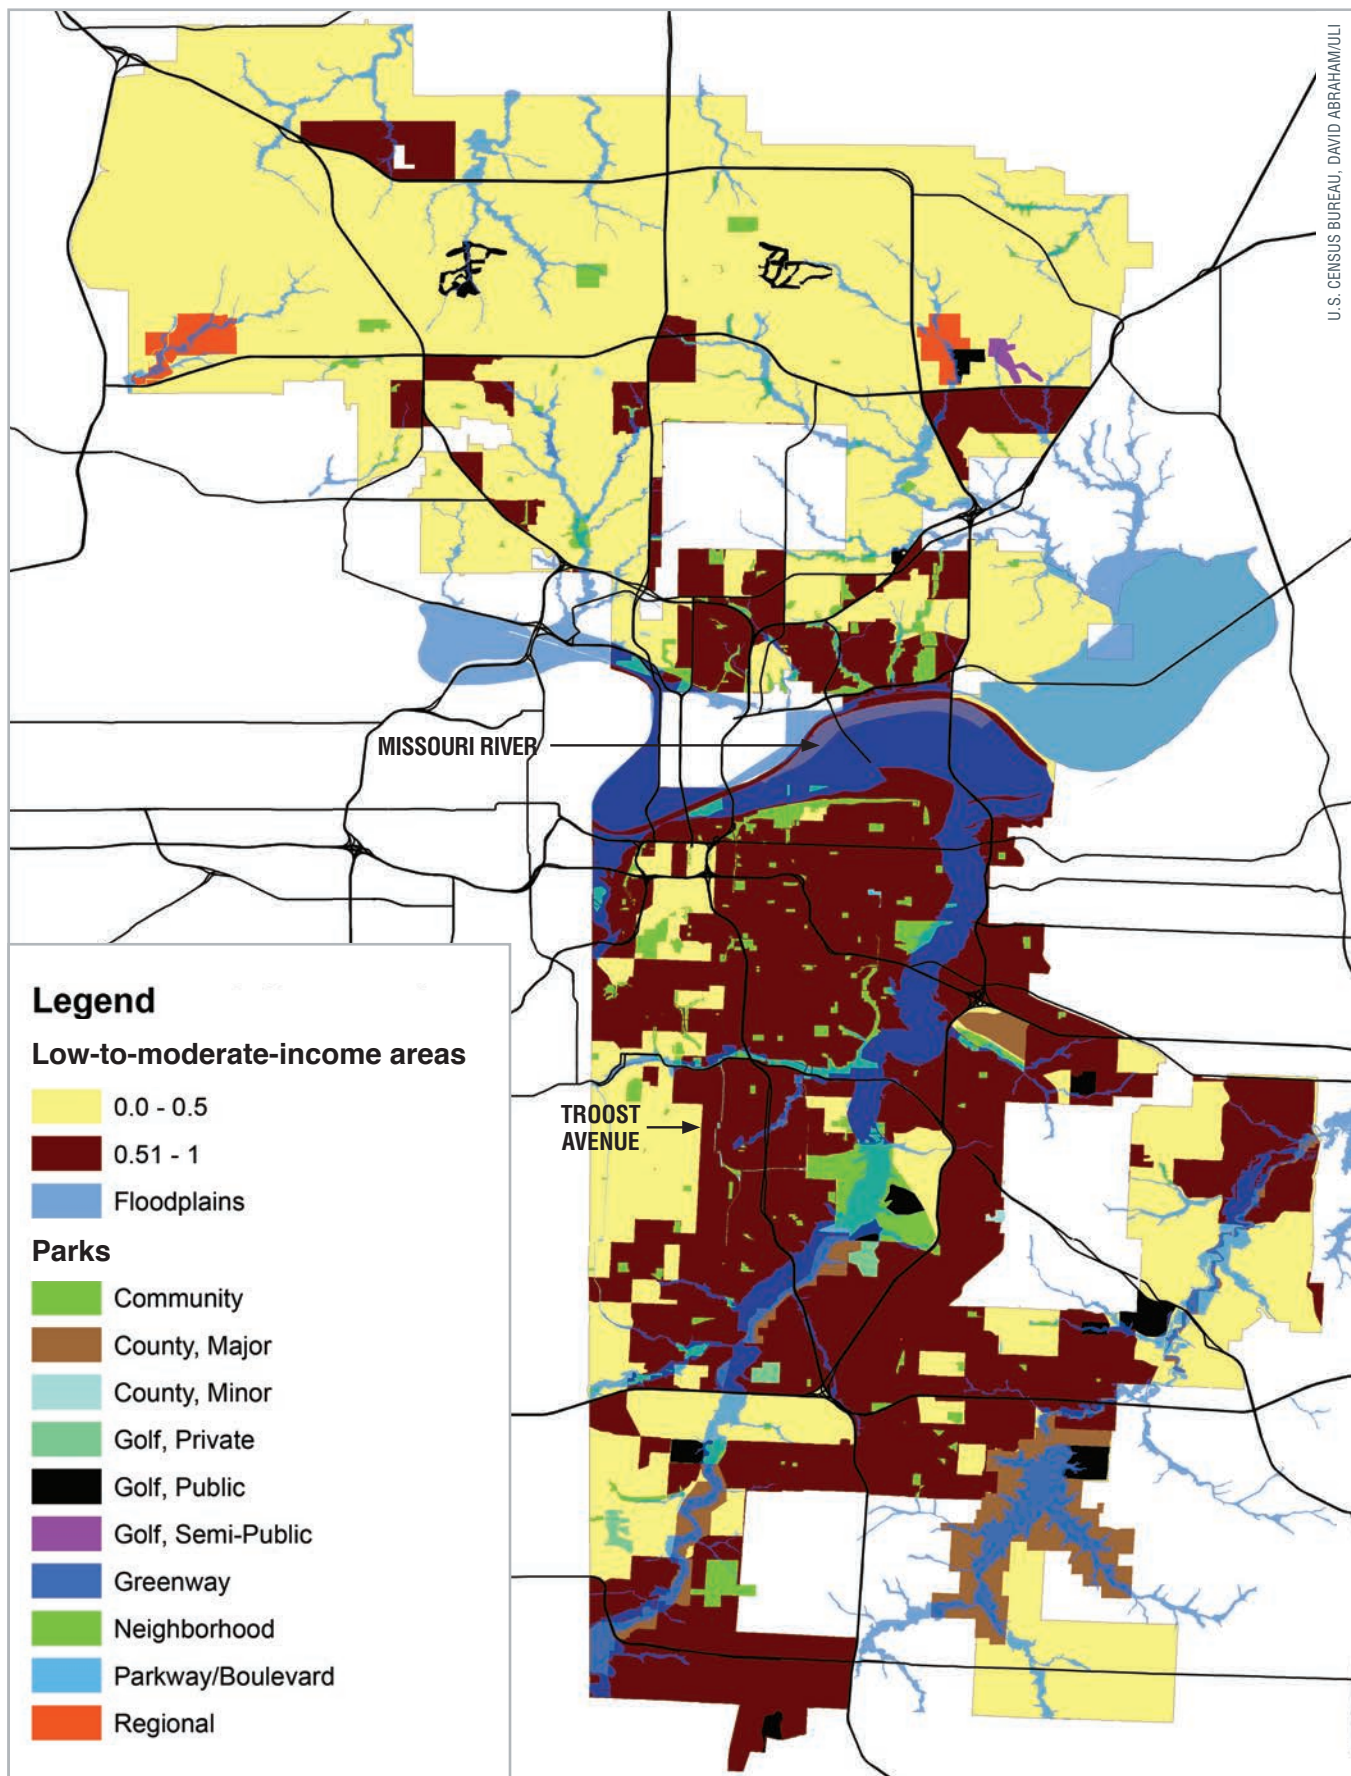 U.S. CENSUS BUREAU, DAVID ABRAHAM/ULI
MISSOURI RIVER
TROOST
AVENUE
Legend
Low-to-moderate-income areas
0.0 - 0.5
0.51 - 1
Floodplains
Parks
Community
County, Major
County, Minor
Golf, Private
Golf, Public
Golf, Semi-Public
Greenway
Neighborhood
Parkway/Boulevard
Regional